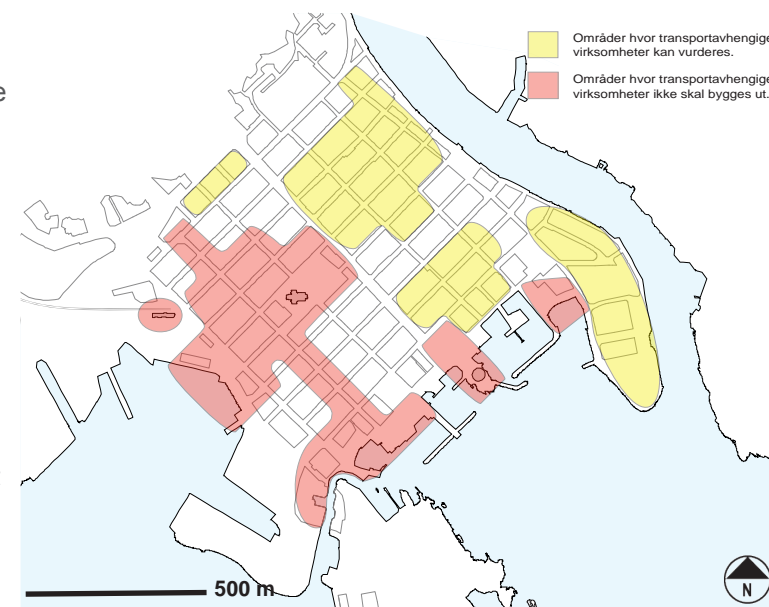 Områder hvor transportavhengige
virksomheter kan vurderes.
Områder hvor transportavhengige
virksomheter ikke skal bygges ut.
e
500 m
N